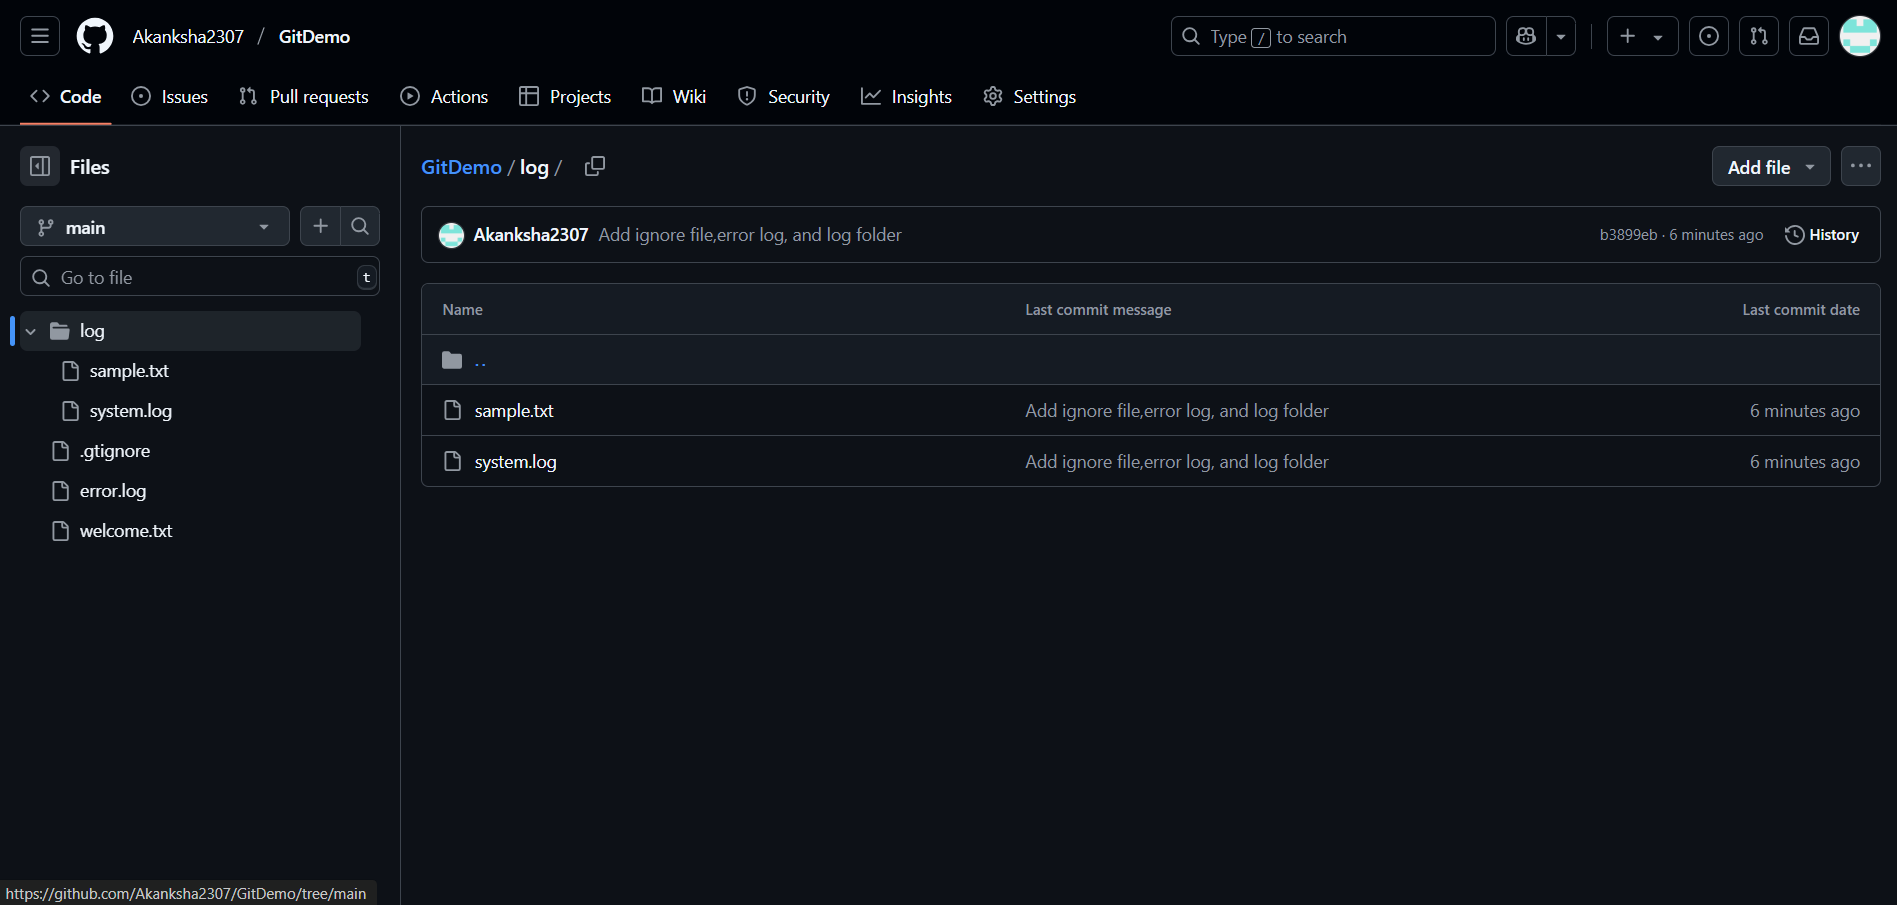 Akanksha2307 / GitDemo
Type / to search
Code Issues Pull requests Actions Projects Wiki Security Insights Settings
Files
main
Go to file t
log
sample.txt
system.log
.gtignore
error.log
welcome.txt
GitDemo / log /
Add file
Akanksha2307 Add ignore file,error log, and log folder b3899eb · 6 minutes ago History
Name Last commit message Last commit date
..
sample.txt Add ignore file,error log, and log folder 6 minutes ago
system.log Add ignore file,error log, and log folder 6 minutes ago
https://github.com/Akanksha2307/GitDemo/tree/main